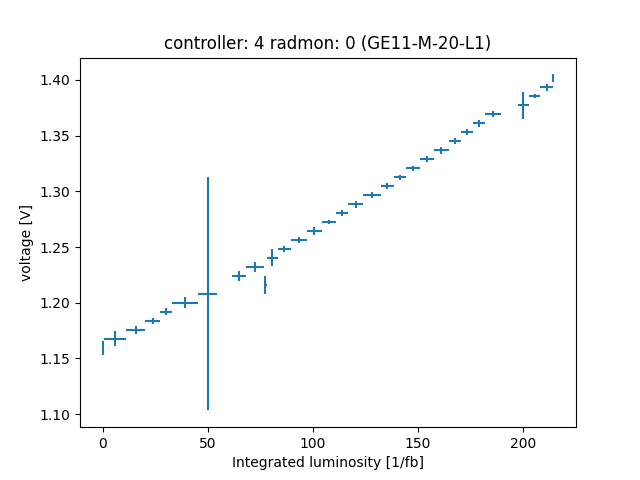 controller: 4 radmon: 0 (GE11-M-20-L1)
1.40
1.35
1.30
1.25
1.20
1.15
1.10
voltage [V]
0 50 100 150 200
Integrated luminosity [1/fb]